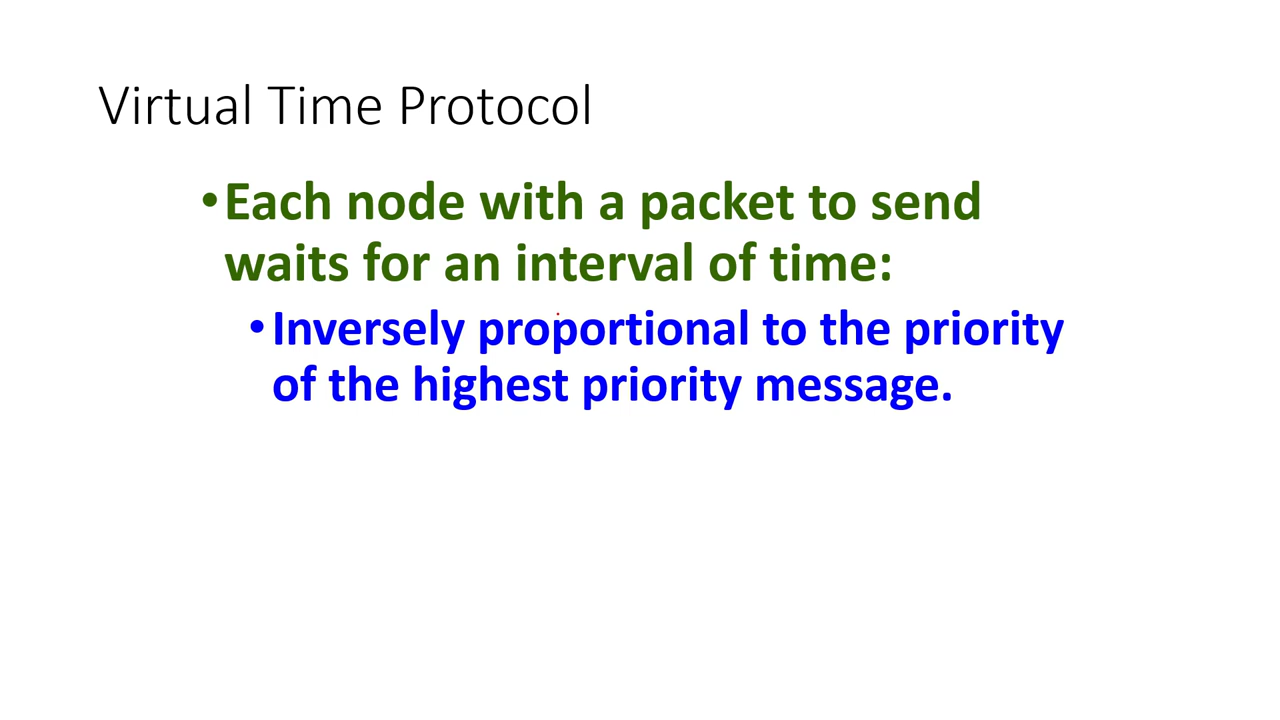 Virtual Time Protocol
•Each node with a packet to send
waits for an interval of time:
•Inversely proportional to the priority
of the highest priority message.